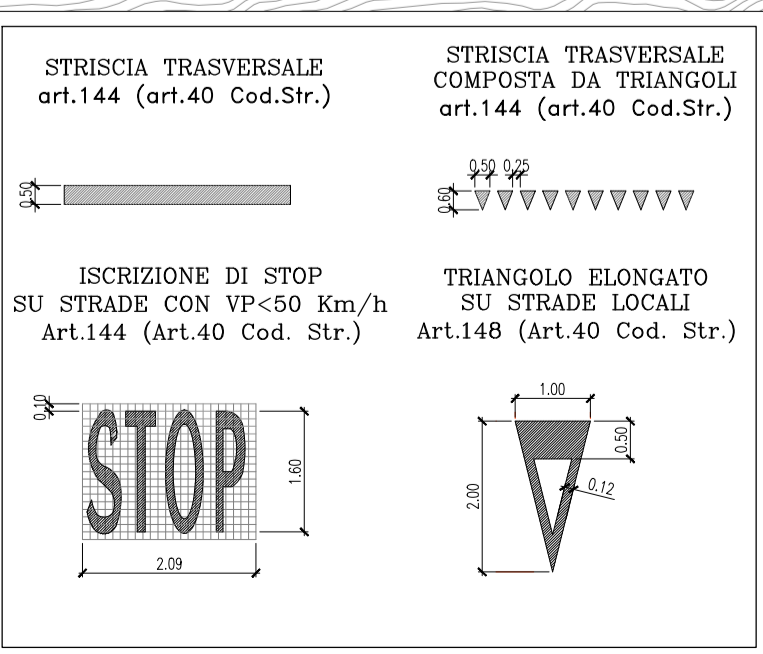 STRISCIA TRASVERSALE
art.144 (art.40 Cod.Str.)
0.50
STRISCIA TRASVERSALE
COMPOSTA DA TRIANGOLI
art.144 (art.40 Cod.Str.)
0.50 0.25
0.60
ISCRIZIONE DI STOP
SU STRADE CON VP<50 Km/h
Art.144 (Art.40 Cod. Str.)
0.10
STOP
1.60
2.09
TRIANGOLO ELONGATO
SU STRADE LOCALI
Art.148 (Art.40 Cod. Str.)
1.00
0.50
2.00
0.12